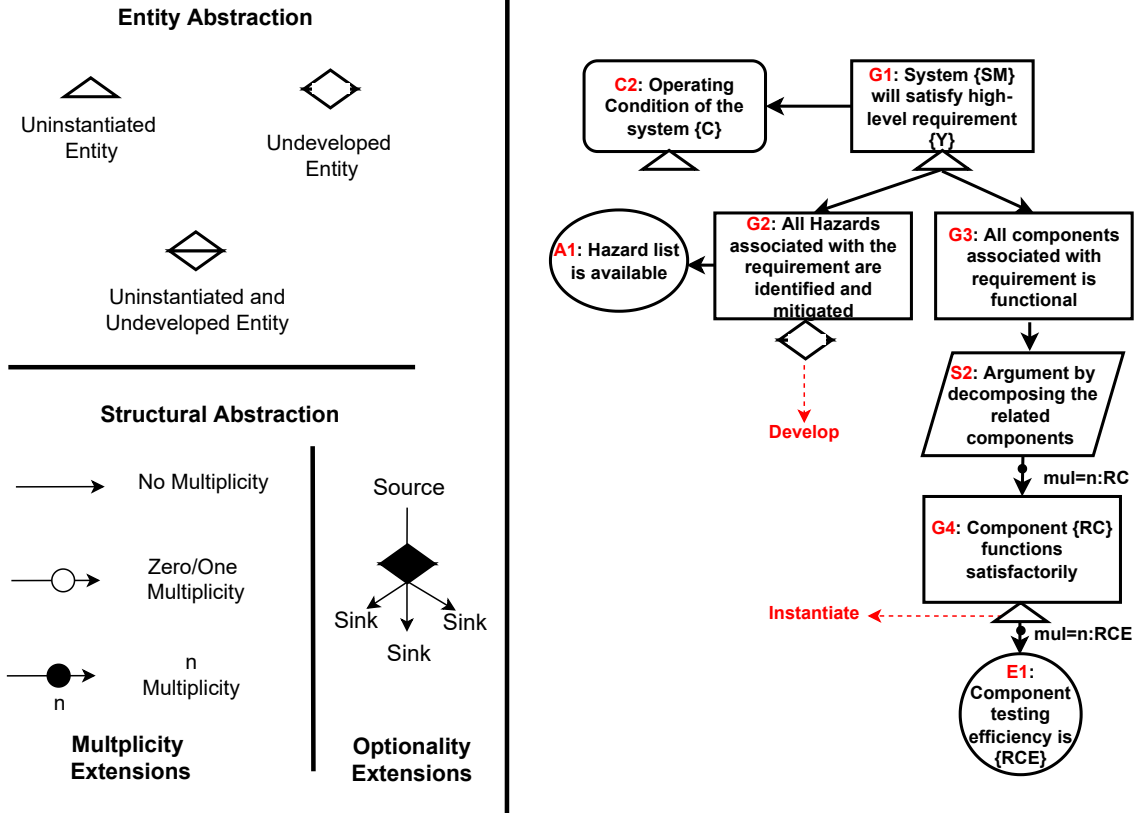 Entity Abstraction
Uninstantiated
Entity
Undeveloped
Entity
Uninstantiated and
Undeveloped Entity
Structural Abstraction
No Multiplicity
Zero/One
Multiplicity
n
Multiplicity
n
Multplicity
Extensions
Source
Sink
Sink
Sink
Optionality
Extensions
C2: Operating
Condition of the
system {C}
G1: System {SM}
will satisfy high-
level requirement
{Y}
A1: Hazard list
is available
G2: All Hazards
associated with the
requirement are
identified and
mitigated
G3: All components
associated with
requirement is
functional
Develop
S2: Argument by
decomposing the
related
components
mul=n:RC
G4: Component {RC}
functions
satisfactorily
Instantiate
mul=n:RCE
E1:
Component
testing
efficiency is
{RCE}